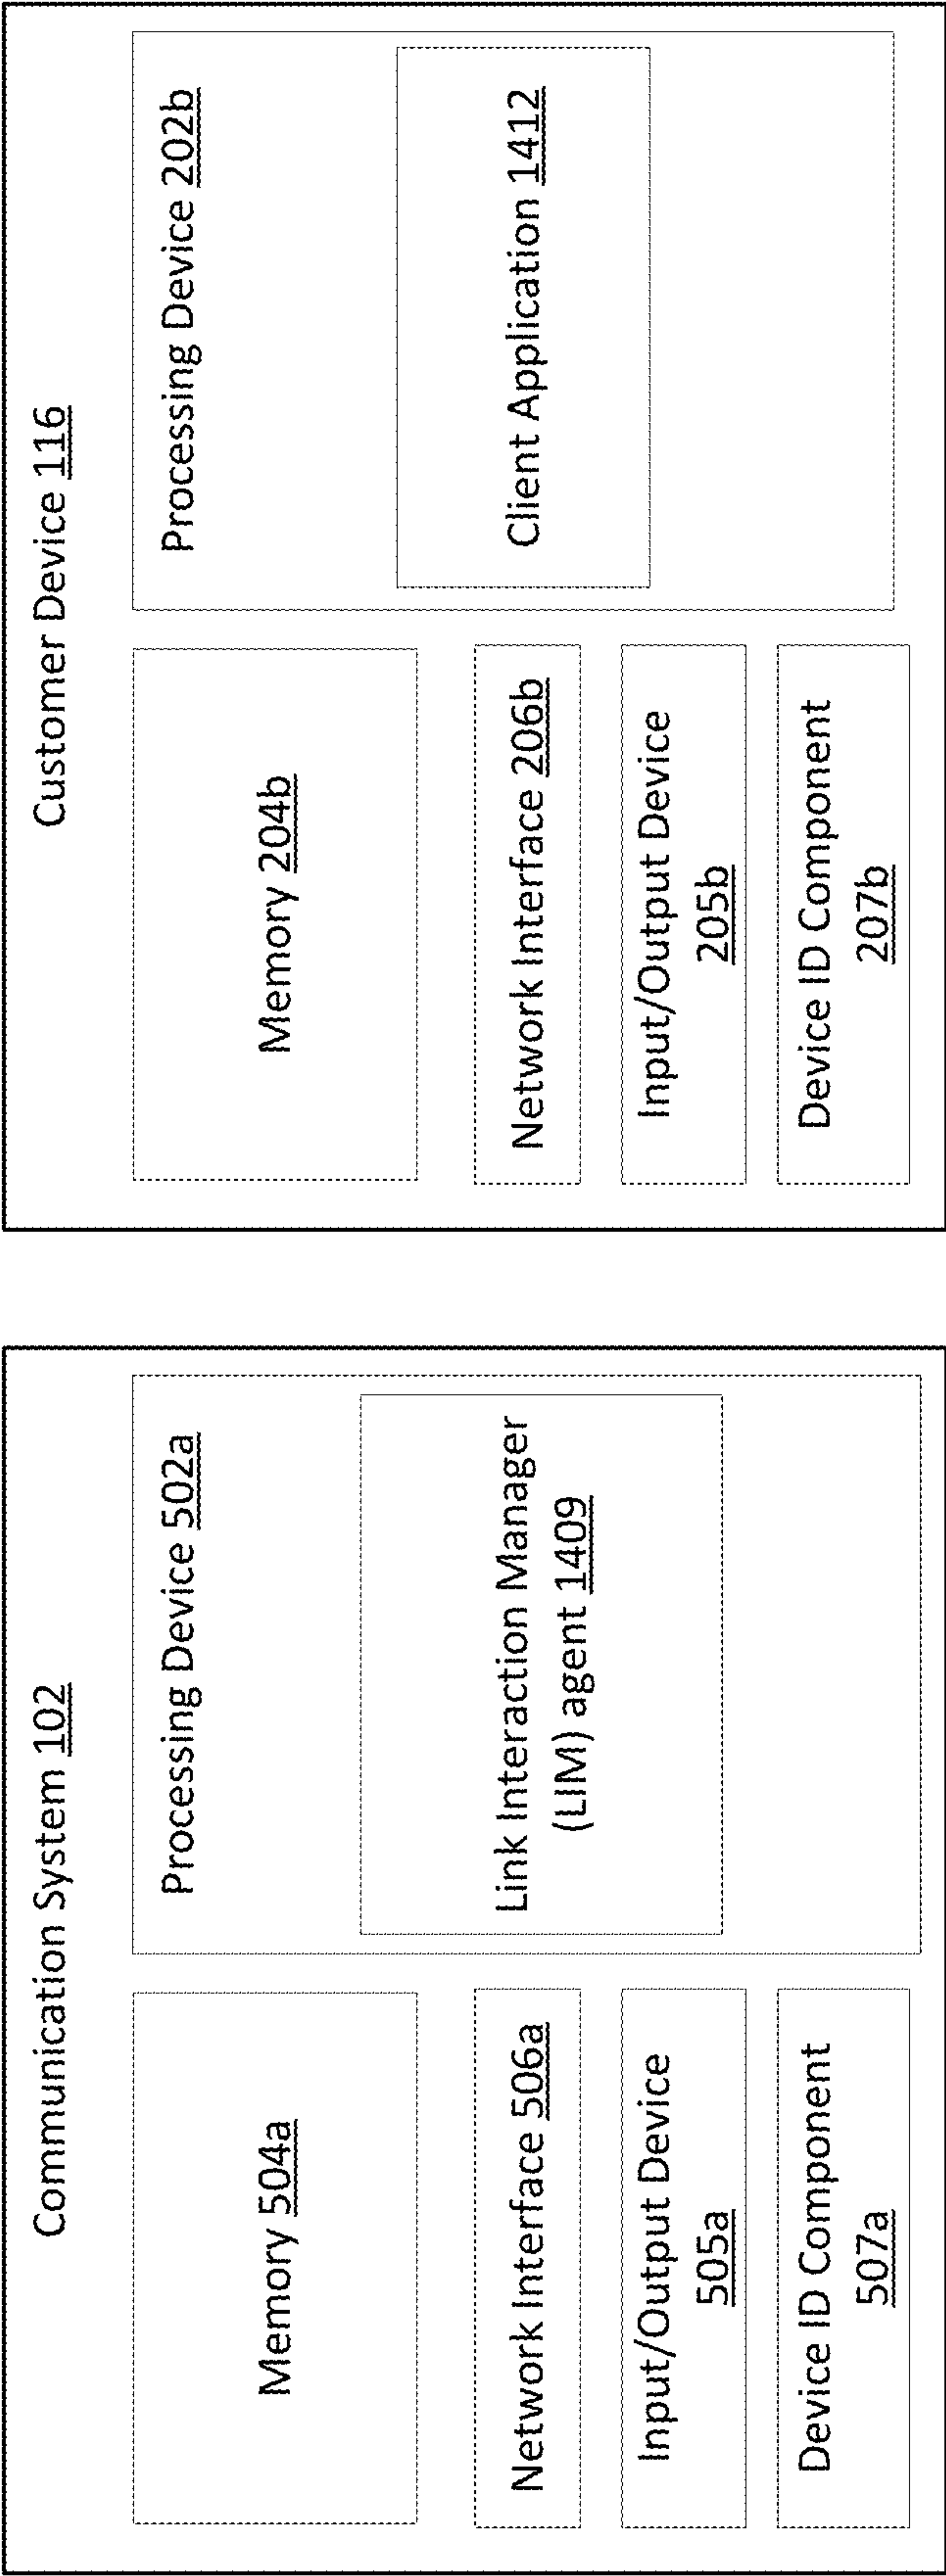 Communication System 102
Memory 504a
Network Interface 506a
Input/Output Device
505a
Device ID Component
507a
Processing Device 502a
Link Interaction Manager
(LIM) agent 1409
Customer Device 116
Memory 204b
Network Interface 206b
Input/Output Device
205b
Device ID Component
207b
Processing Device 202b
Client Application 1412